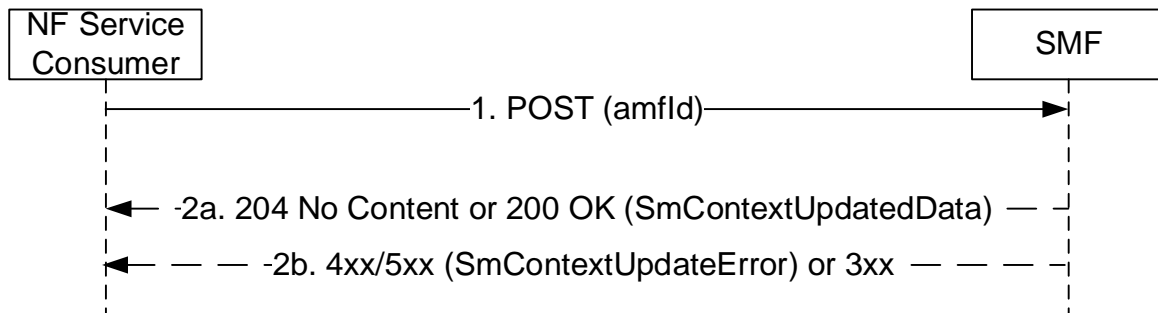 NF Service
Consumer
SMF
1. POST (amfId)
2a. 204 No Content or 200 OK (SmContextUpdatedData)
2b. 4xx/5xx (SmContextUpdateError) or 3xx